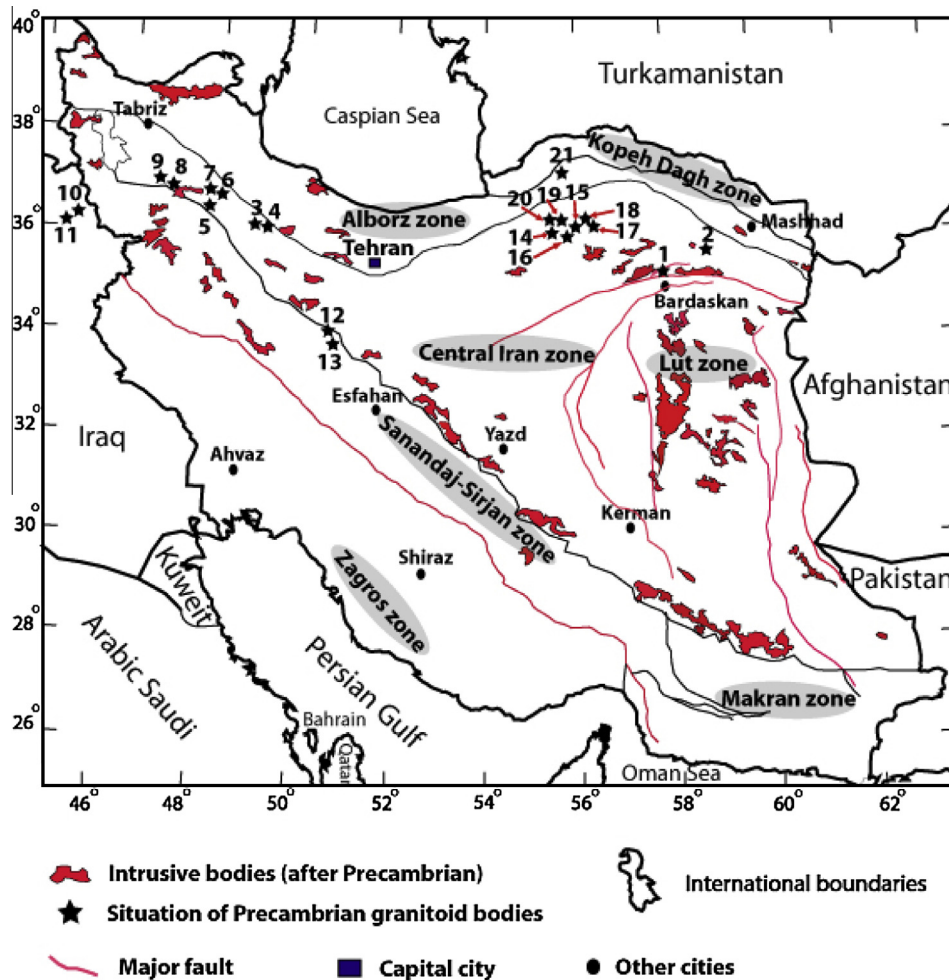 40°
38°
37°
36°
35°
34°
32°
30°
28°
26°
Turkamanistan
Caspian Sea
Tabriz
Kopeh Dagh zone
Alborz zone
Mashhad
Tehran
9
8
7
6
5
3
4
10
11
12
13
21
20
19
15
18
14
16
17
1
2
Bardaskan
Central Iran zone
Lut zone
Afghanistan
Esfahan
Iraq
Ahvaz
Yazd
Sanandaj-Sirjan zone
Kerman
Shiraz
Zagros zone
Kuweit
Pakistan
Arabic Saudi
Persian Gulf
Bahrain
Qatar
Makran zone
Oman Sea
46° 48° 50° 52° 54° 56° 58° 60° 62°
Intrusive bodies (after Precambrian)
International boundaries
Situation of Precambrian granitoid bodies
Major fault
Capital city
Other cities